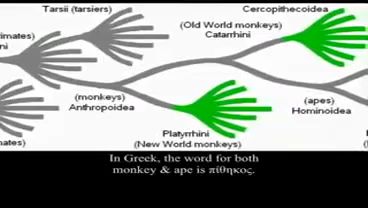 Tarsii (tarsiers)
Cercopithecoidea
(Old World monkeys)
Catarrhini
imates)
ni
(monkeys)
Anthropoidea
(apes)
Hominoidea
Platyrrhini
(New World monkeys)
mates)
(
In Greek, the word for both
monkey & ape is πίθηκος.